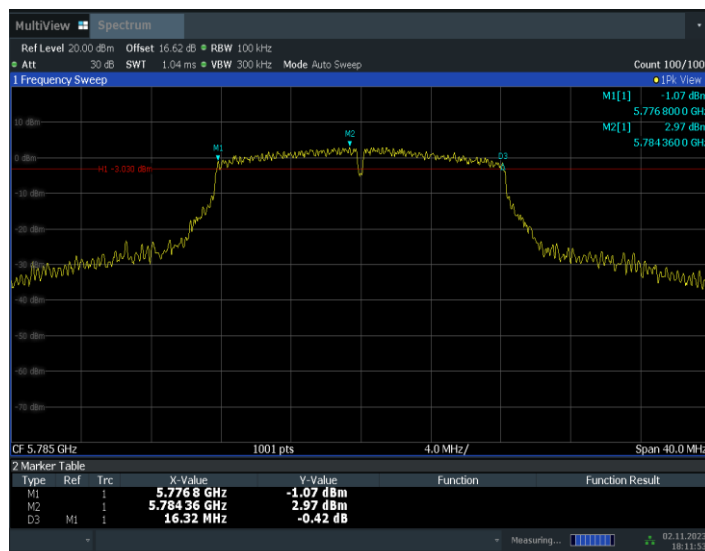 MultiView Spectrum
Ref Level 20.00 dBm Offset 16.62 dB RBW 100 kHz
Att 30 dB SWT 1.04 ms VBW 300 kHz Mode Auto Sweep Count 100/100
1 Frequency Sweep 1Pk View
M1[1] -1.07 dBm
5.776 800 0 GHz
10 dBm
M2[1] 2.97 dBm
5.784 360 0 GHz
M2
M1
0 dBm
D3
H1 -3.030 dBm
-10 dBm
-20 dBm
-30 dBm
-40 dBm
-50 dBm
-60 dBm
-70 dBm
CF 5.785 GHz 1001 pts 4.0 MHz/ Span 40.0 MHz
2 Marker Table
Type Ref Trc X-Value Y-Value Function Function Result
M1 1 5.776 8 GHz -1.07 dBm
M2 1 5.784 36 GHz 2.97 dBm
D3 M1 1 16.32 MHz -0.42 dB
Measuring... 02.11.2023
18:11:53